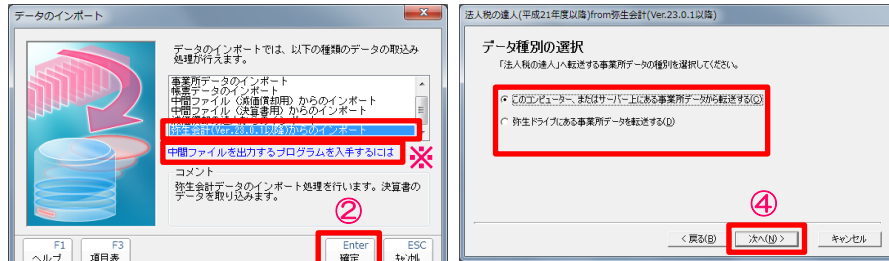 データのインポート
データのインポートでは、以下の種類のデータの取込み
処理が行えます。
事業所データのインポート
帳票データのインポート
中間ファイル（減価償却用）からのインポート
中間ファイル（決算書用）からのインポート
弥生会計(Ver.23.0.1以降)からのインポート
中間ファイルを出力するプログラムを入手するには
※
コメント
弥生会計データのインポート処理を行います。決算書の
データを取り込みます。
②
F1
ヘルプ
F3
項目表
Enter
確定
ESC
ｷｬﾝｾﾙ
法人税の達人(平成21年度以降)from弥生会計(Ver.23.0.1以降)
データ種別の選択
「法人税の達人」へ転送する事業所データの種別を選択してください。
このコンピューター、またはサーバー上にある事業所データから転送する(O)
弥生ドライブにある事業所データを転送する(D)
④
< 戻る(B)
次へ(N) >
キャンセル